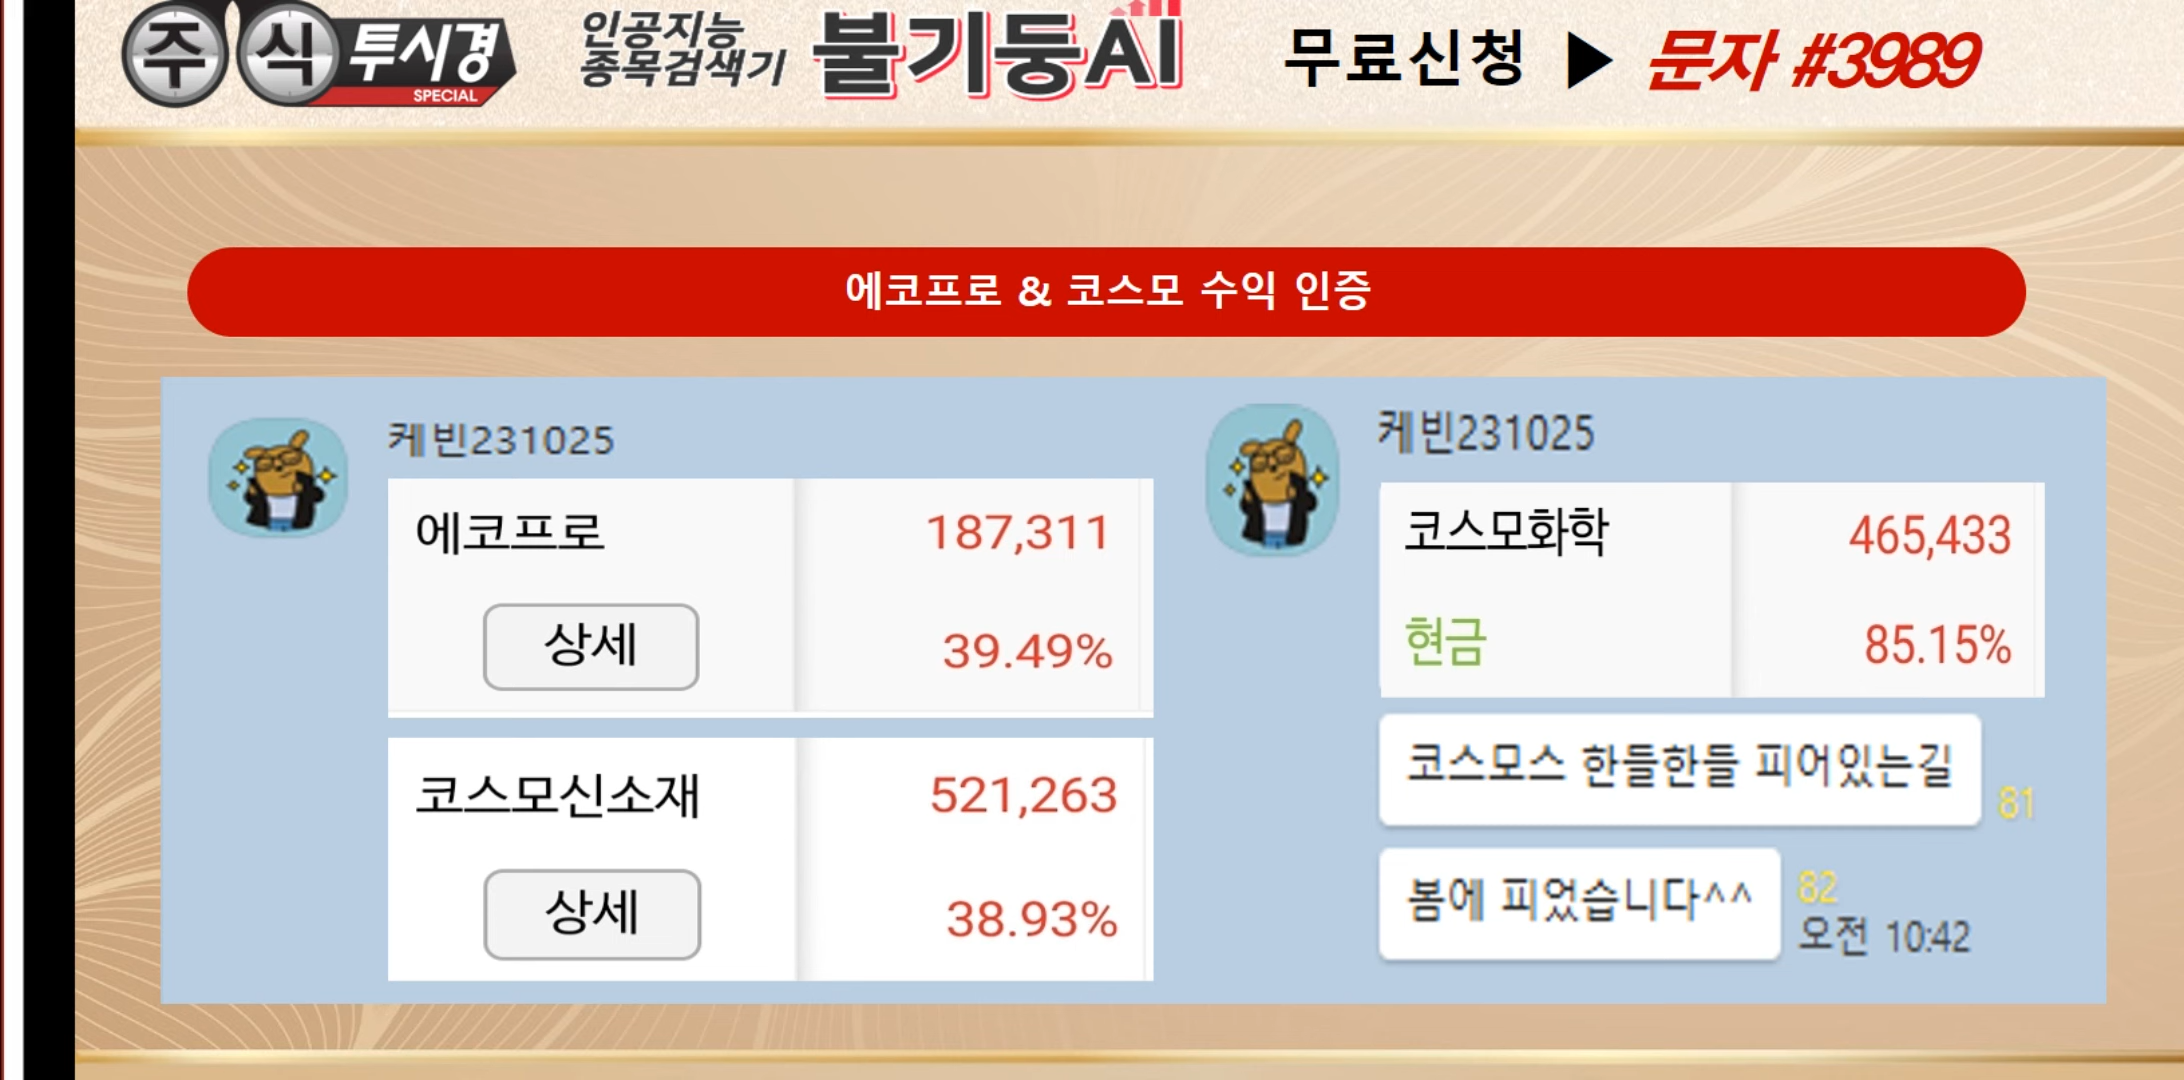 주식투시경
SPECIAL
인공지능
종목검색기
불기둥AI
무료신청 ▶ 문자 #3989
에코프로 & 코스모 수익 인증
케빈231025
에코프로 187,311
상세 39.49%
코스모신소재 521,263
상세 38.93%
케빈231025
코스모화학 465,433
현금 85.15%
코스모스 한들한들 피어있는길
81
봄에 피었습니다^^
82
오전 10:42